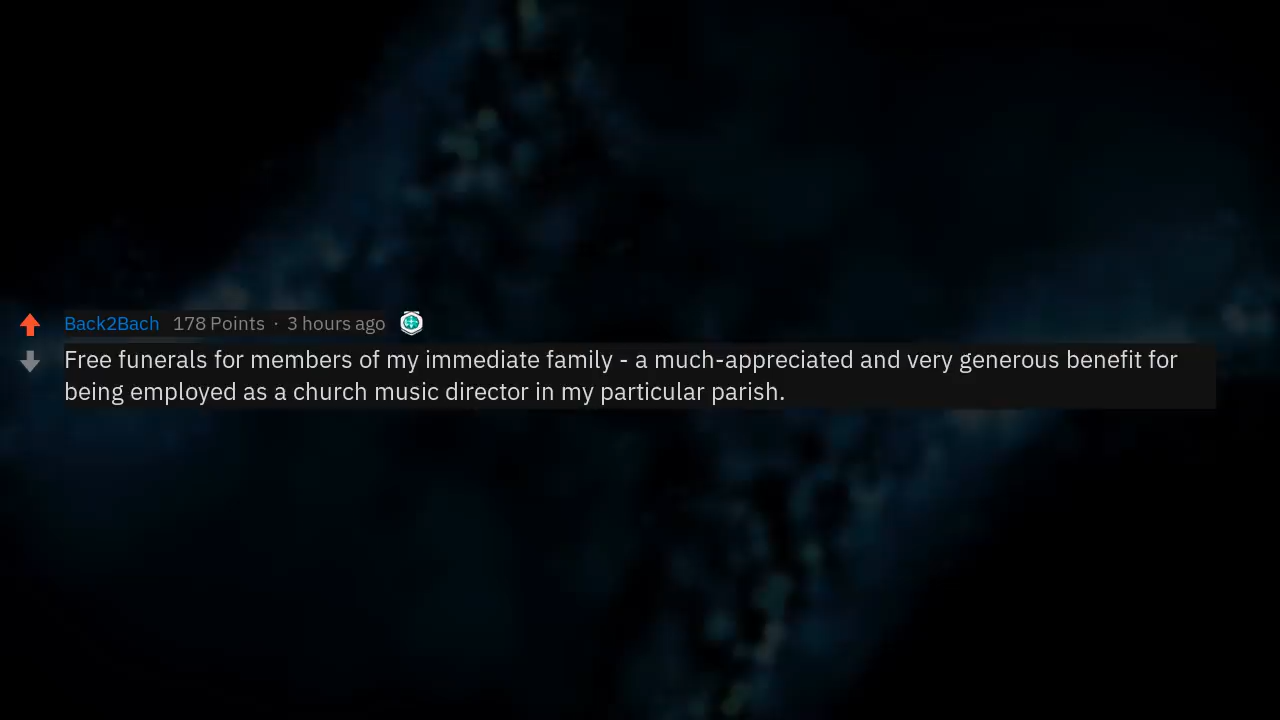 Back2Bach 178 Points · 3 hours ago
Free funerals for members of my immediate family - a much-appreciated and very generous benefit for
being employed as a church music director in my particular parish.